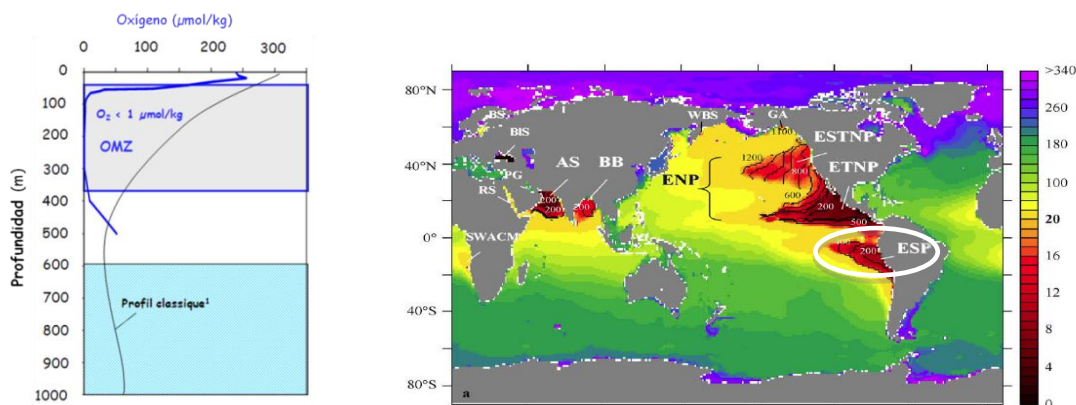 Oxígeno (µmol/kg)
0 100 200 300
Profundidad (m)
0
100
200
300
400
500
600
700
800
900
1000
O₂ < 1 µmol/kg
OMZ
Profil classique¹
80°N
40°N
0°
40°S
80°S
BS
BIS
PG
RS
AS
BB
SWACM
WBS
GA
ESTNP
ETNP
ENP
ESP
1100
1200
800
600
200
500
200
200
200
200
a
>340
260
180
100
20
16
12
8
4
0